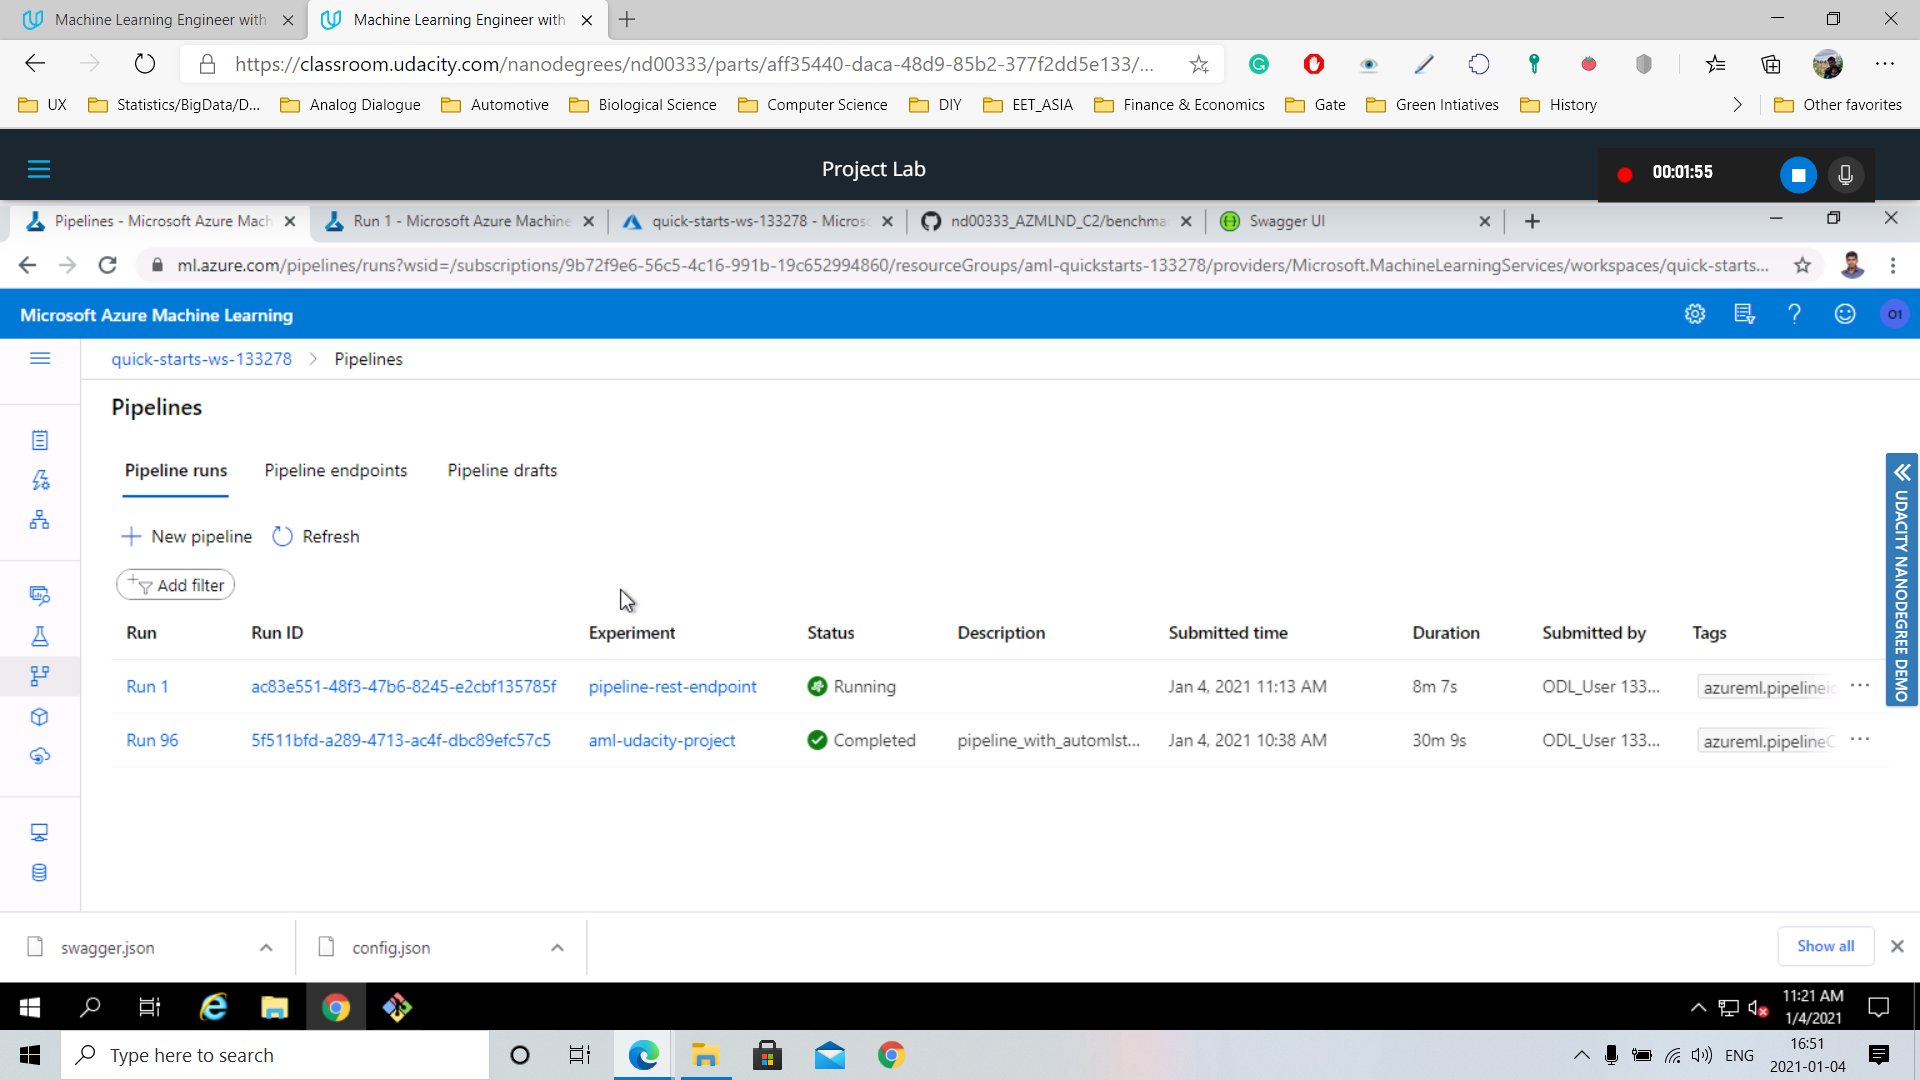 Machine Learning Engineer with
Machine Learning Engineer with
https://classroom.udacity.com/nanodegrees/nd00333/parts/aff35440-daca-48d9-85b2-377f2dd5e133/...
UX
Statistics/BigData/D...
Analog Dialogue
Automotive
Biological Science
Computer Science
DIY
EET_ASIA
Finance & Economics
Gate
Green Intiatives
History
Other favorites
Project Lab
00:01:55
Pipelines - Microsoft Azure Mach
Run 1 - Microsoft Azure Machine
quick-starts-ws-133278 - Microso
nd00333_AZMLND_C2/benchma
Swagger UI
ml.azure.com/pipelines/runs?wsid=/subscriptions/9b72f9e6-56c5-4c16-991b-19c652994860/resourceGroups/aml-quickstarts-133278/providers/Microsoft.MachineLearningServices/workspaces/quick-starts...
Microsoft Azure Machine Learning
O1
quick-starts-ws-133278 > Pipelines
Pipelines
Pipeline runs
Pipeline endpoints
Pipeline drafts
New pipeline
Refresh
Add filter
Run Run ID Experiment Status Description Submitted time Duration Submitted by Tags
Run 1 ac83e551-48f3-47b6-8245-e2cbf135785f pipeline-rest-endpoint Running Jan 4, 2021 11:13 AM 8m 7s ODL_User 133... azureml.pipelineid
Run 96 5f511bfd-a289-4713-ac4f-dbc89efc57c5 aml-udacity-project Completed pipeline_with_automlst... Jan 4, 2021 10:38 AM 30m 9s ODL_User 133... azureml.pipelineC
UDACITY NANODEGREE DEMO
swagger.json
config.json
Show all
11:21 AM
1/4/2021
Type here to search
ENG
16:51
2021-01-04